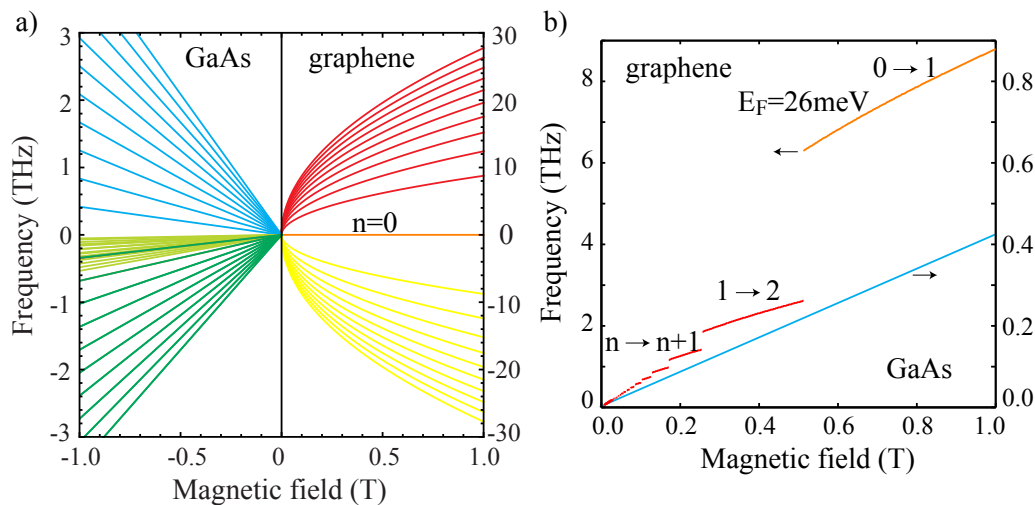 a)
GaAs
graphene
n=0
3
2
1
0
-1
-2
-3
30
20
10
0
-10
-20
-30
-1.0
-0.5
0
0.5
1.0
Frequency (THz)
Magnetic field (T)
b)
graphene
0 → 1
E_F=26meV
←
1 → 2
→
n → n+1
GaAs
8
6
4
2
0
0.8
0.6
0.4
0.2
0.0
0.0
0.2
0.4
0.6
0.8
1.0
Frequency (THz)
Magnetic field (T)